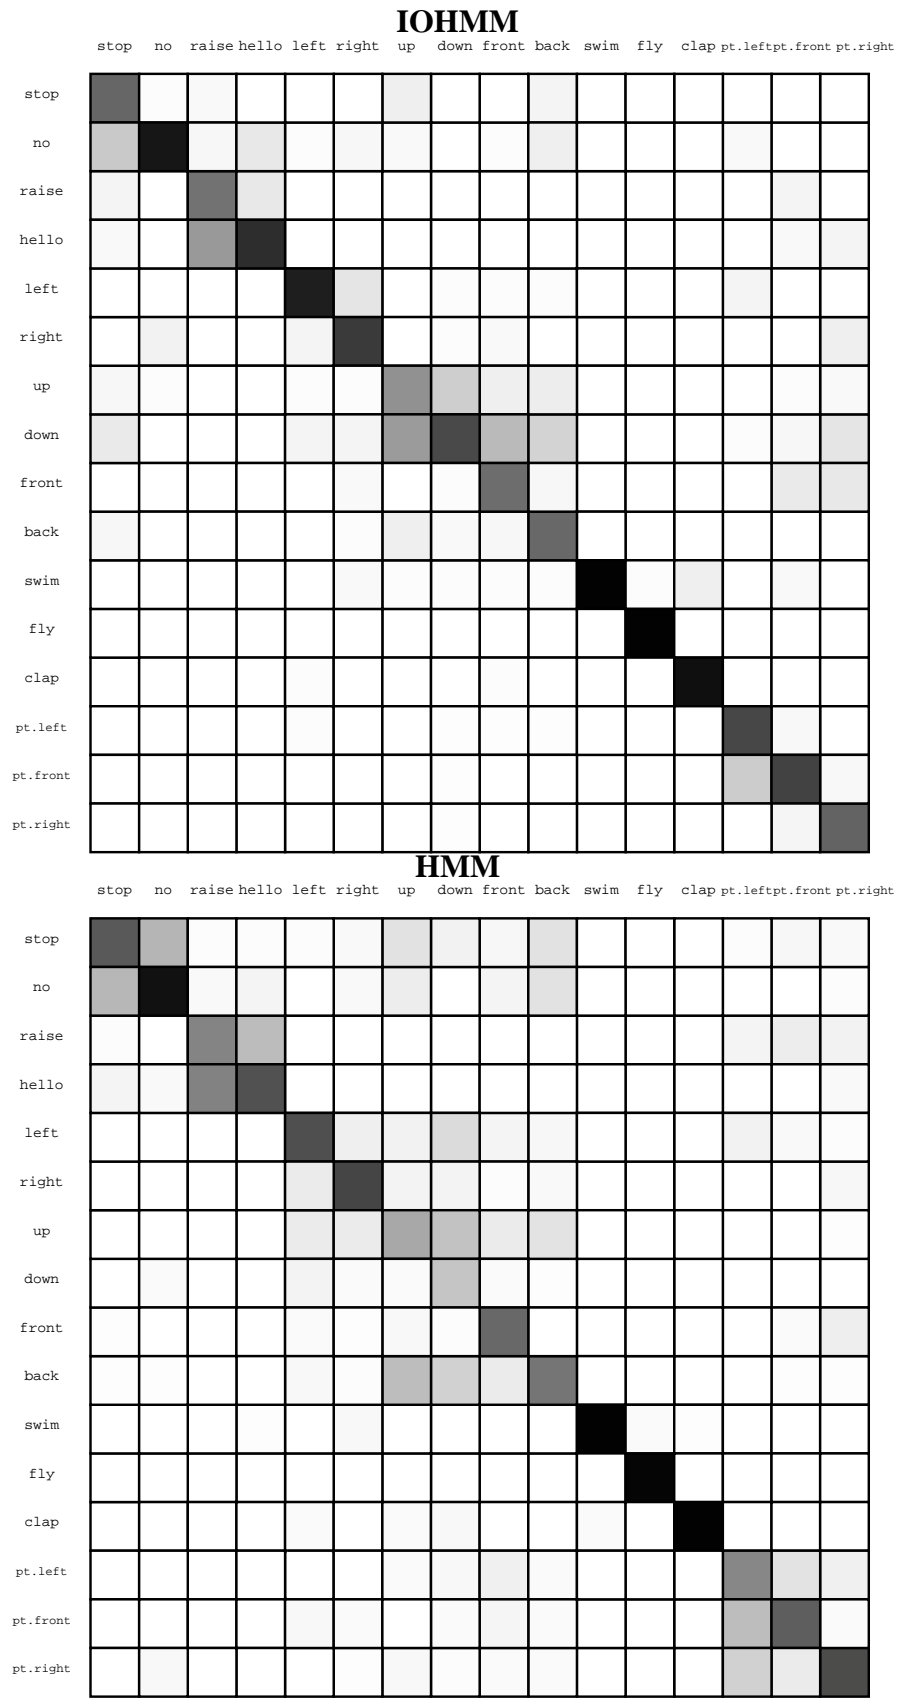 IOHMM
stop no raise hello left right up down front back swim fly clap pt.left pt.front pt.right
stop
no
raise
hello
left
right
up
down
front
back
swim
fly
clap
pt.left
pt.front
pt.right
HMM
stop no raise hello left right up down front back swim fly clap pt.left pt.front pt.right
stop
no
raise
hello
left
right
up
down
front
back
swim
fly
clap
pt.left
pt.front
pt.right